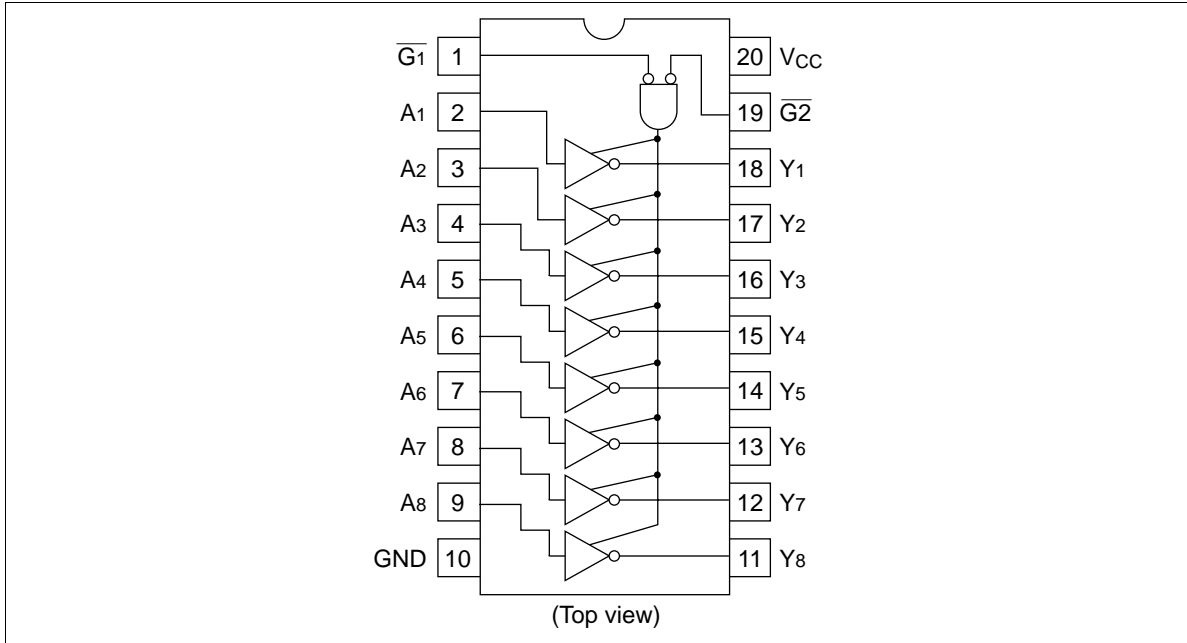 G1 1 20 VCC
A1 2 19 G2
A2 3 18 Y1
A3 4 17 Y2
A4 5 16 Y3
A5 6 15 Y4
A6 7 14 Y5
A7 8 13 Y6
A8 9 12 Y7
GND 10 11 Y8
(Top view)